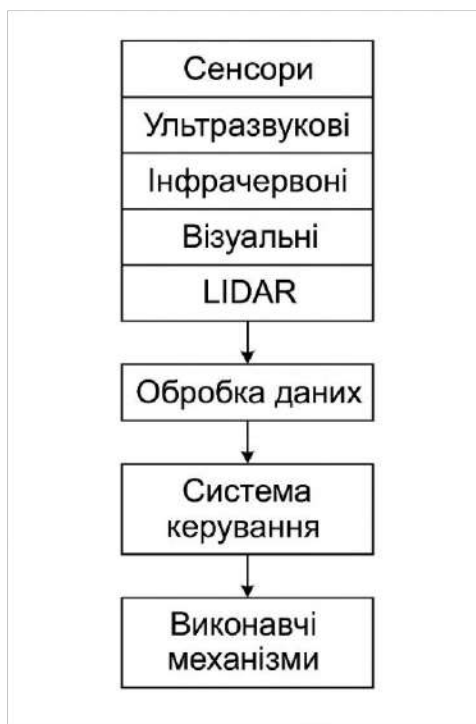 Сенсори
Ультразвукові
Інфрачервоні
Візуальні
LIDAR
Обробка даних
Система
керування
Виконавчі
механізми